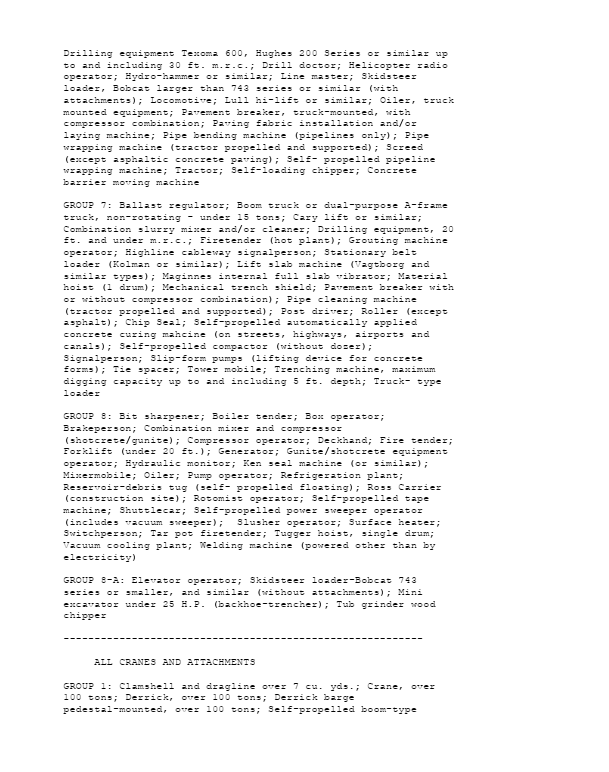 Drilling equipment Texoma 600, Hughes 200 Series or similar up
to and including 30 ft. m.r.c.; Drill doctor; Helicopter radio
operator; Hydro-hammer or similar; Line master; Skidsteer
loader, Bobcat larger than 743 series or similar (with
attachments); Locomotive; Lull hi-lift or similar; Oiler, truck
mounted equipment; Pavement breaker, truck-mounted, with
compressor combination; Paving fabric installation and/or
laying machine; Pipe bending machine (pipelines only); Pipe
wrapping machine (tractor propelled and supported); Screed
(except asphaltic concrete paving); Self- propelled pipeline
wrapping machine; Tractor; Self-loading chipper; Concrete
barrier moving machine

GROUP 7: Ballast regulator; Boom truck or dual-purpose A-frame
truck, non-rotating - under 15 tons; Cary lift or similar;
Combination slurry mixer and/or cleaner; Drilling equipment, 20
ft. and under m.r.c.; Firetender (hot plant); Grouting machine
operator; Highline cableway signalperson; Stationary belt
loader (Kolman or similar); Lift slab machine (Vagtborg and
similar types); Maginnes internal full slab vibrator; Material
hoist (1 drum); Mechanical trench shield; Pavement breaker with
or without compressor combination); Pipe cleaning machine
(tractor propelled and supported); Post driver; Roller (except
asphalt); Chip Seal; Self-propelled automatically applied
concrete curing mahcine (on streets, highways, airports and
canals); Self-propelled compactor (without dozer);
Signalperson; Slip-form pumps (lifting device for concrete
forms); Tie spacer; Tower mobile; Trenching machine, maximum
digging capacity up to and including 5 ft. depth; Truck- type
loader

GROUP 8: Bit sharpener; Boiler tender; Box operator;
Brakeperson; Combination mixer and compressor
(shotcrete/gunite); Compressor operator; Deckhand; Fire tender;
Forklift (under 20 ft.); Generator; Gunite/shotcrete equipment
operator; Hydraulic monitor; Ken seal machine (or similar);
Mixermobile; Oiler; Pump operator; Refrigeration plant;
Reservoir-debris tug (self- propelled floating); Ross Carrier
(construction site); Rotomist operator; Self-propelled tape
machine; Shuttlecar; Self-propelled power sweeper operator
(includes vacuum sweeper);  Slusher operator; Surface heater;
Switchperson; Tar pot firetender; Tugger hoist, single drum;
Vacuum cooling plant; Welding machine (powered other than by
electricity)

GROUP 8-A: Elevator operator; Skidsteer loader-Bobcat 743
series or smaller, and similar (without attachments); Mini
excavator under 25 H.P. (backhoe-trencher); Tub grinder wood
chipper

----------------------------------------------------------

ALL CRANES AND ATTACHMENTS

GROUP 1: Clamshell and dragline over 7 cu. yds.; Crane, over
100 tons; Derrick, over 100 tons; Derrick barge
pedestal-mounted, over 100 tons; Self-propelled boom-type